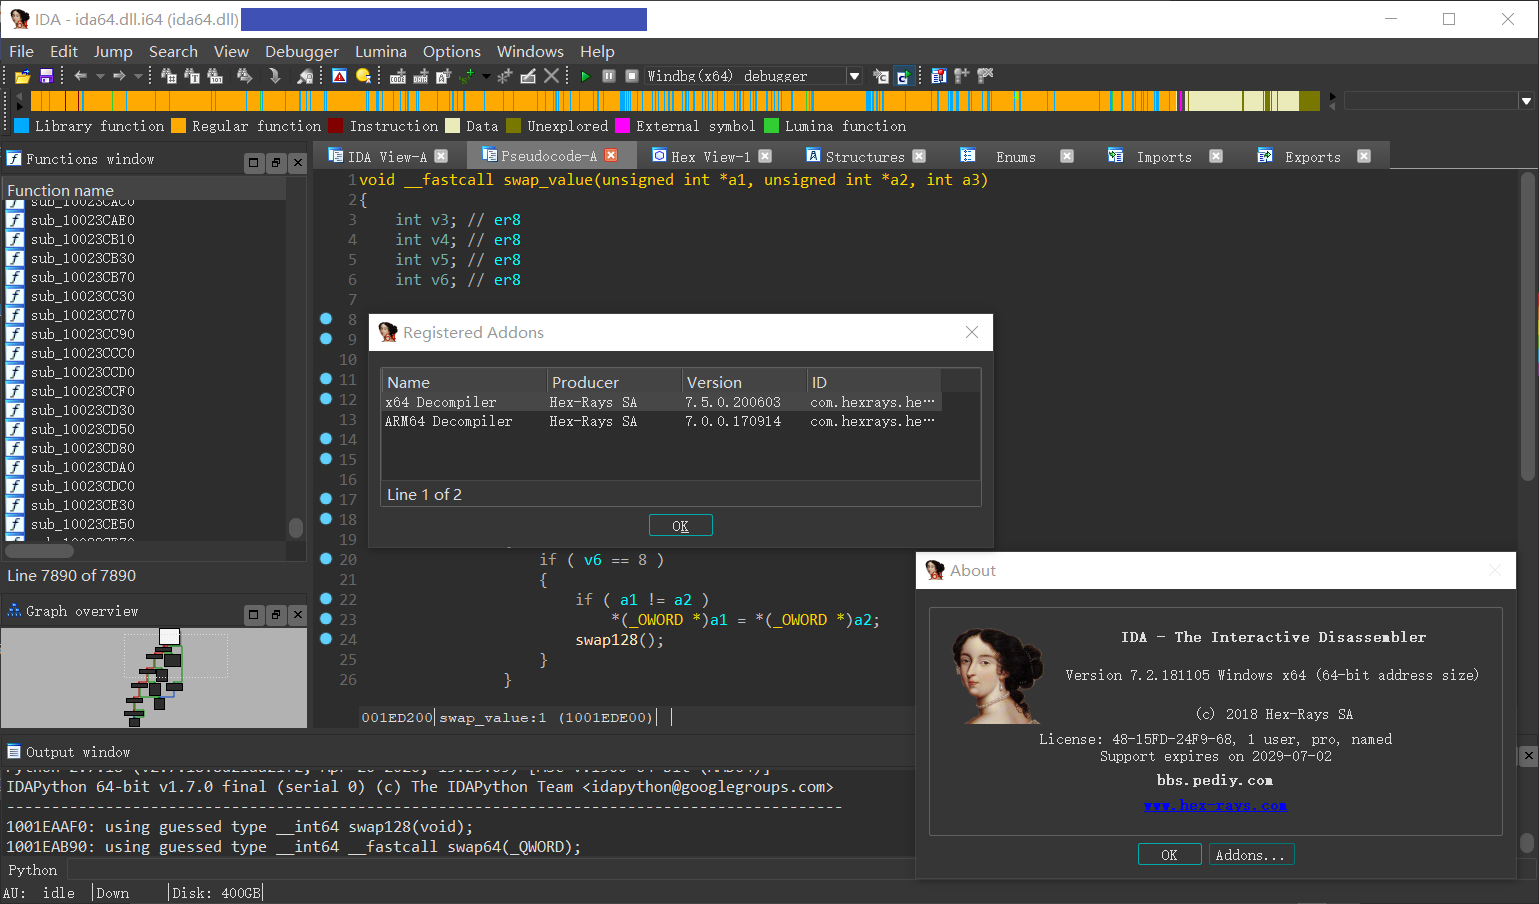 IDA - ida64.dll.i64 (ida64.dll)
File Edit Jump Search View Debugger Lumina Options Windows Help
Windbg(x64) debugger
Library function Regular function Instruction Data Unexplored External symbol Lumina function
Functions window
IDA View-A Pseudocode-A Hex View-1 Structures Enums Imports Exports
Function name
sub_10023CAC0
sub_10023CAE0
sub_10023CB10
sub_10023CB30
sub_10023CB70
sub_10023CC30
sub_10023CC70
sub_10023CC90
sub_10023CCC0
sub_10023CCD0
sub_10023CCF0
sub_10023CD30
sub_10023CD50
sub_10023CD80
sub_10023CDA0
sub_10023CDC0
sub_10023CE30
sub_10023CE50
Line 7890 of 7890
Graph overview
1 void __fastcall swap_value(unsigned int *a1, unsigned int *a2, int a3)
2 {
3 int v3; // er8
4 int v4; // er8
5 int v5; // er8
6 int v6; // er8
7
8
9
10
11
12
13
14
15
16
17
18
19
20 if ( v6 == 8 )
21 {
22 if ( a1 != a2 )
23 *(_OWORD *)a1 = *(_OWORD *)a2;
24 swap128();
25 }
26 }
001ED200 swap_value:1 (1001EDE00)
Registered Addons
Name Producer Version ID
x64 Decompiler Hex-Rays SA 7.5.0.200603 com.hexrays.he…
ARM64 Decompiler Hex-Rays SA 7.0.0.170914 com.hexrays.he…
Line 1 of 2
OK
About
IDA - The Interactive Disassembler
Version 7.2.181105 Windows x64 (64-bit address size)
(c) 2018 Hex-Rays SA
License: 48-15FD-24F9-68, 1 user, pro, named
Support expires on 2029-07-02
bbs.pediy.com
www.hex-rays.com
OK Addons...
Output window
IDAPython 64-bit v1.7.0 final (serial 0) (c) The IDAPython Team <idapython@googlegroups.com>
1001EAAF0: using guessed type __int64 swap128(void);
1001EAB90: using guessed type __int64 __fastcall swap64(_QWORD);
Python
AU: idle Down Disk: 400GB